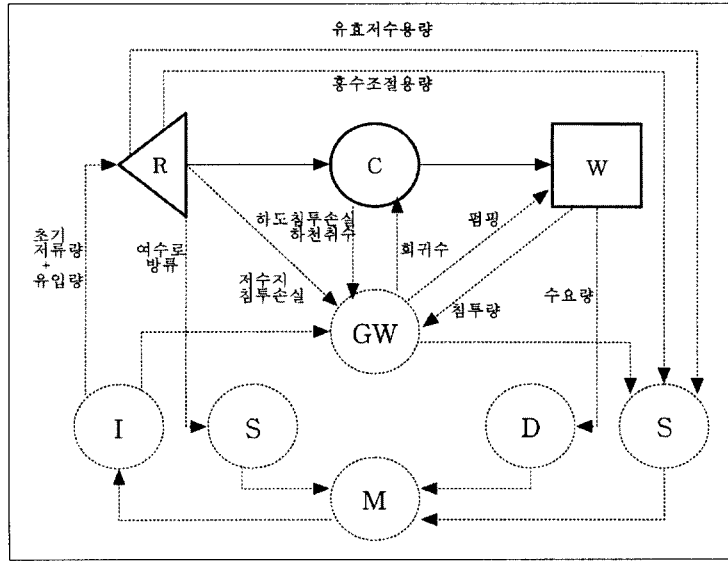 유효저수용량
홍수조절용량
R
C
W
초기
저류량
+
유입량
여수로
방류
하도침투손실
하천취수
회귀수
펌핑
저수지
침투손실
침투량
수요량
GW
I
S
D
S
M